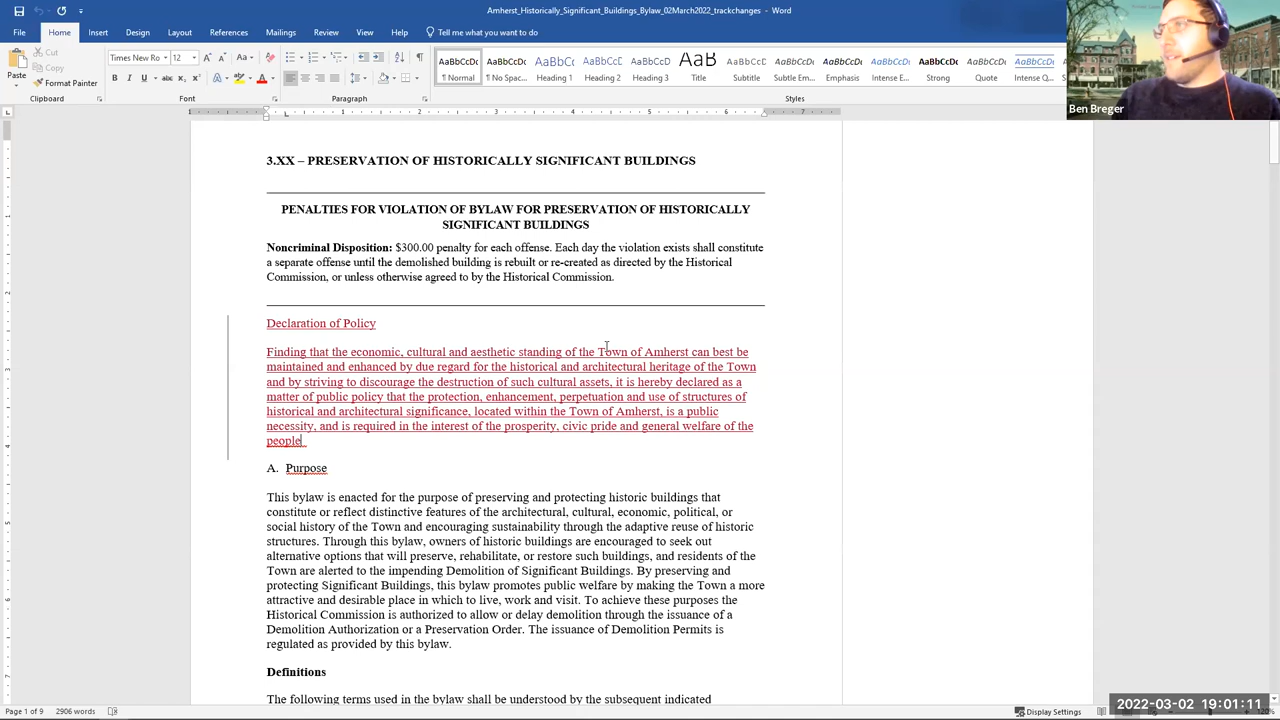 Amherst_Historically_Significant_Buildings_Bylaw_02March2022_trackchanges - Word
File Home Insert Design Layout References Mailings Review View Help Tell me what you want to do
Paste
Cut
Copy
Format Painter
Times New Ro 12
AaBbCcDc AaBbCcDc AaBbC AaBbCc AaBbC AaB AaBbCcD AaBbCcDc AaBbCcDc AaBbCcDc AaBbCcDc AaBbCcDc AaBbCcDc
¶ Normal ¶ No Spac... Heading 1 Heading 2 Heading 3 Title Subtitle Subtle Em... Emphasis Intense E... Strong Quote Intense Q...
Clipboard Font Paragraph Styles
Ben Breger
3.XX – PRESERVATION OF HISTORICALLY SIGNIFICANT BUILDINGS
PENALTIES FOR VIOLATION OF BYLAW FOR PRESERVATION OF HISTORICALLY
SIGNIFICANT BUILDINGS
Noncriminal Disposition: $300.00 penalty for each offense. Each day the violation exists shall constitute
a separate offense until the demolished building is rebuilt or re-created as directed by the Historical
Commission, or unless otherwise agreed to by the Historical Commission.
Declaration of Policy
Finding that the economic, cultural and aesthetic standing of the Town of Amherst can best be
maintained and enhanced by due regard for the historical and architectural heritage of the Town
and by striving to discourage the destruction of such cultural assets, it is hereby declared as a
matter of public policy that the protection, enhancement, perpetuation and use of structures of
historical and architectural significance, located within the Town of Amherst, is a public
necessity, and is required in the interest of the prosperity, civic pride and general welfare of the
people
A. Purpose
This bylaw is enacted for the purpose of preserving and protecting historic buildings that
constitute or reflect distinctive features of the architectural, cultural, economic, political, or
social history of the Town and encouraging sustainability through the adaptive reuse of historic
structures. Through this bylaw, owners of historic buildings are encouraged to seek out
alternative options that will preserve, rehabilitate, or restore such buildings, and residents of the
Town are alerted to the impending Demolition of Significant Buildings. By preserving and
protecting Significant Buildings, this bylaw promotes public welfare by making the Town a more
attractive and desirable place in which to live, work and visit. To achieve these purposes the
Historical Commission is authorized to allow or delay demolition through the issuance of a
Demolition Authorization or a Preservation Order. The issuance of Demolition Permits is
regulated as provided by this bylaw.
Definitions
The following terms used in the bylaw shall be understood by the subsequent indicated
Page 1 of 9 2906 words Display Settings
2022-03-02 19:01:11